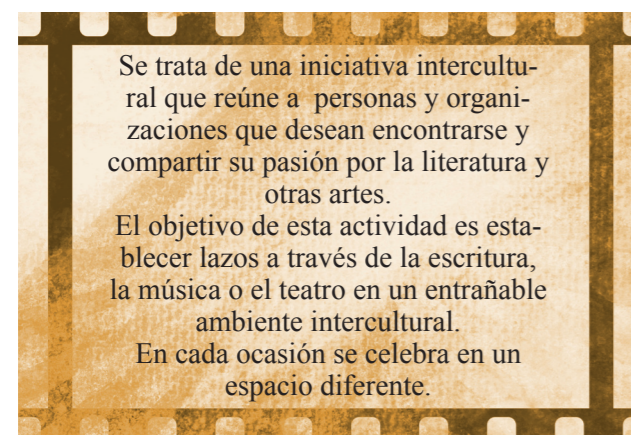 Se trata de una iniciativa intercultu-
ral que reúne a  personas y organi-
zaciones que desean encontrarse y
compartir su pasión por la literatura y
otras artes.
El objetivo de esta actividad es esta-
blecer lazos a través de la escritura,
la música o el teatro en un entrañable
ambiente intercultural.
En cada ocasión se celebra en un
espacio diferente.